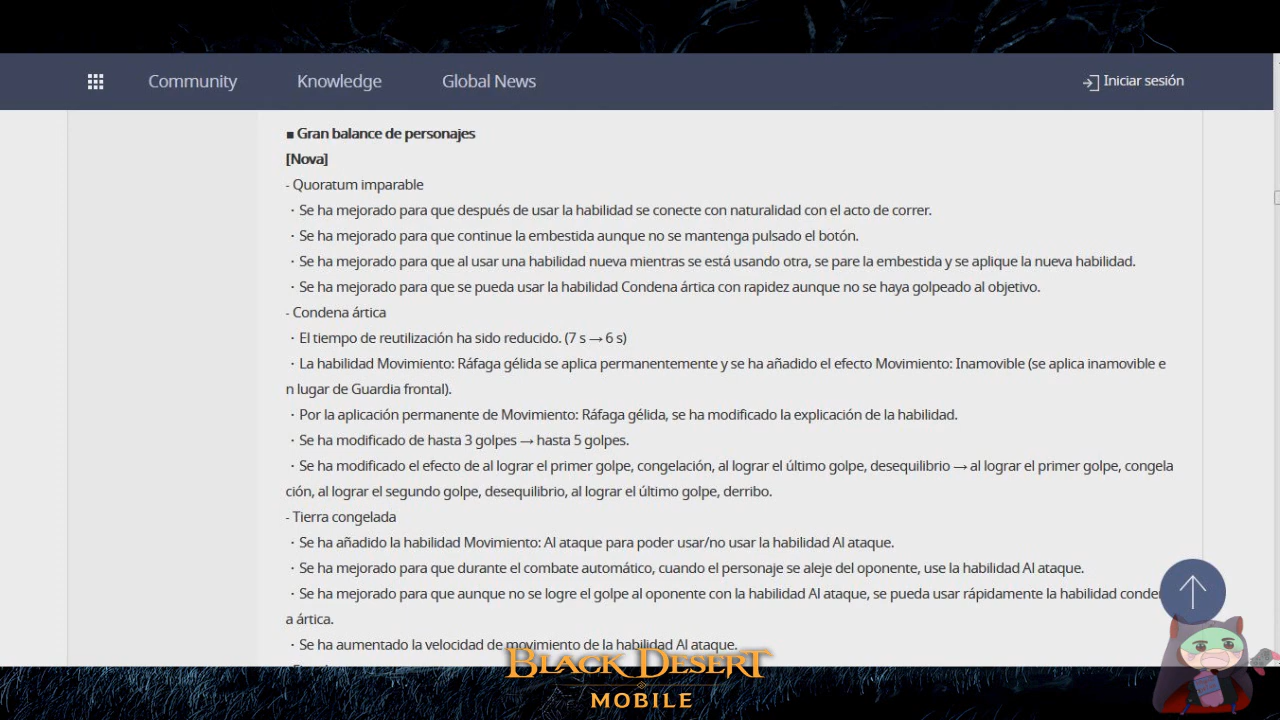 Community Knowledge Global News Iniciar sesión
■ Gran balance de personajes
[Nova]
- Quoratum imparable
・Se ha mejorado para que después de usar la habilidad se conecte con naturalidad con el acto de correr.
・Se ha mejorado para que continue la embestida aunque no se mantenga pulsado el botón.
・Se ha mejorado para que al usar una habilidad nueva mientras se está usando otra, se pare la embestida y se aplique la nueva habilidad.
・Se ha mejorado para que se pueda usar la habilidad Condena ártica con rapidez aunque no se haya golpeado al objetivo.
- Condena ártica
・El tiempo de reutilización ha sido reducido. (7 s → 6 s)
・La habilidad Movimiento: Ráfaga gélida se aplica permanentemente y se ha añadido el efecto Movimiento: Inamovible (se aplica inamovible e
n lugar de Guardia frontal).
・Por la aplicación permanente de Movimiento: Ráfaga gélida, se ha modificado la explicación de la habilidad.
・Se ha modificado de hasta 3 golpes → hasta 5 golpes.
・Se ha modificado el efecto de al lograr el primer golpe, congelación, al lograr el último golpe, desequilibrio → al lograr el primer golpe, congela
ción, al lograr el segundo golpe, desequilibrio, al lograr el último golpe, derribo.
- Tierra congelada
・Se ha añadido la habilidad Movimiento: Al ataque para poder usar/no usar la habilidad Al ataque.
・Se ha mejorado para que durante el combate automático, cuando el personaje se aleje del oponente, use la habilidad Al ataque.
・Se ha mejorado para que aunque no se logre el golpe al oponente con la habilidad Al ataque, se pueda usar rápidamente la habilidad conden
a ártica.
・Se ha aumentado la velocidad de movimiento de la habilidad Al ataque.
BLACK DESERT
MOBILE